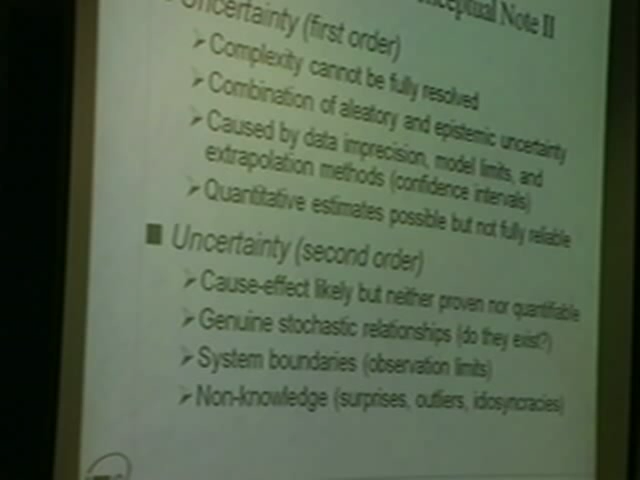 Note II
Uncertainty (first order)
➢ Complexity cannot be fully resolved
➢ Combination of aleatory and epistemic uncertainty
➢ Caused by data imprecision, model limits, and
extrapolation methods (confidence intervals)
➢ Quantitative estimates possible but not fully reliable
■ Uncertainty (second order)
➢ Cause-effect likely but neither proven nor quantifiable
➢ Genuine stochastic relationships (do they exist?)
➢ System boundaries (observation limits)
➢ Non-knowledge (surprises, outliers, idiosyncracies)